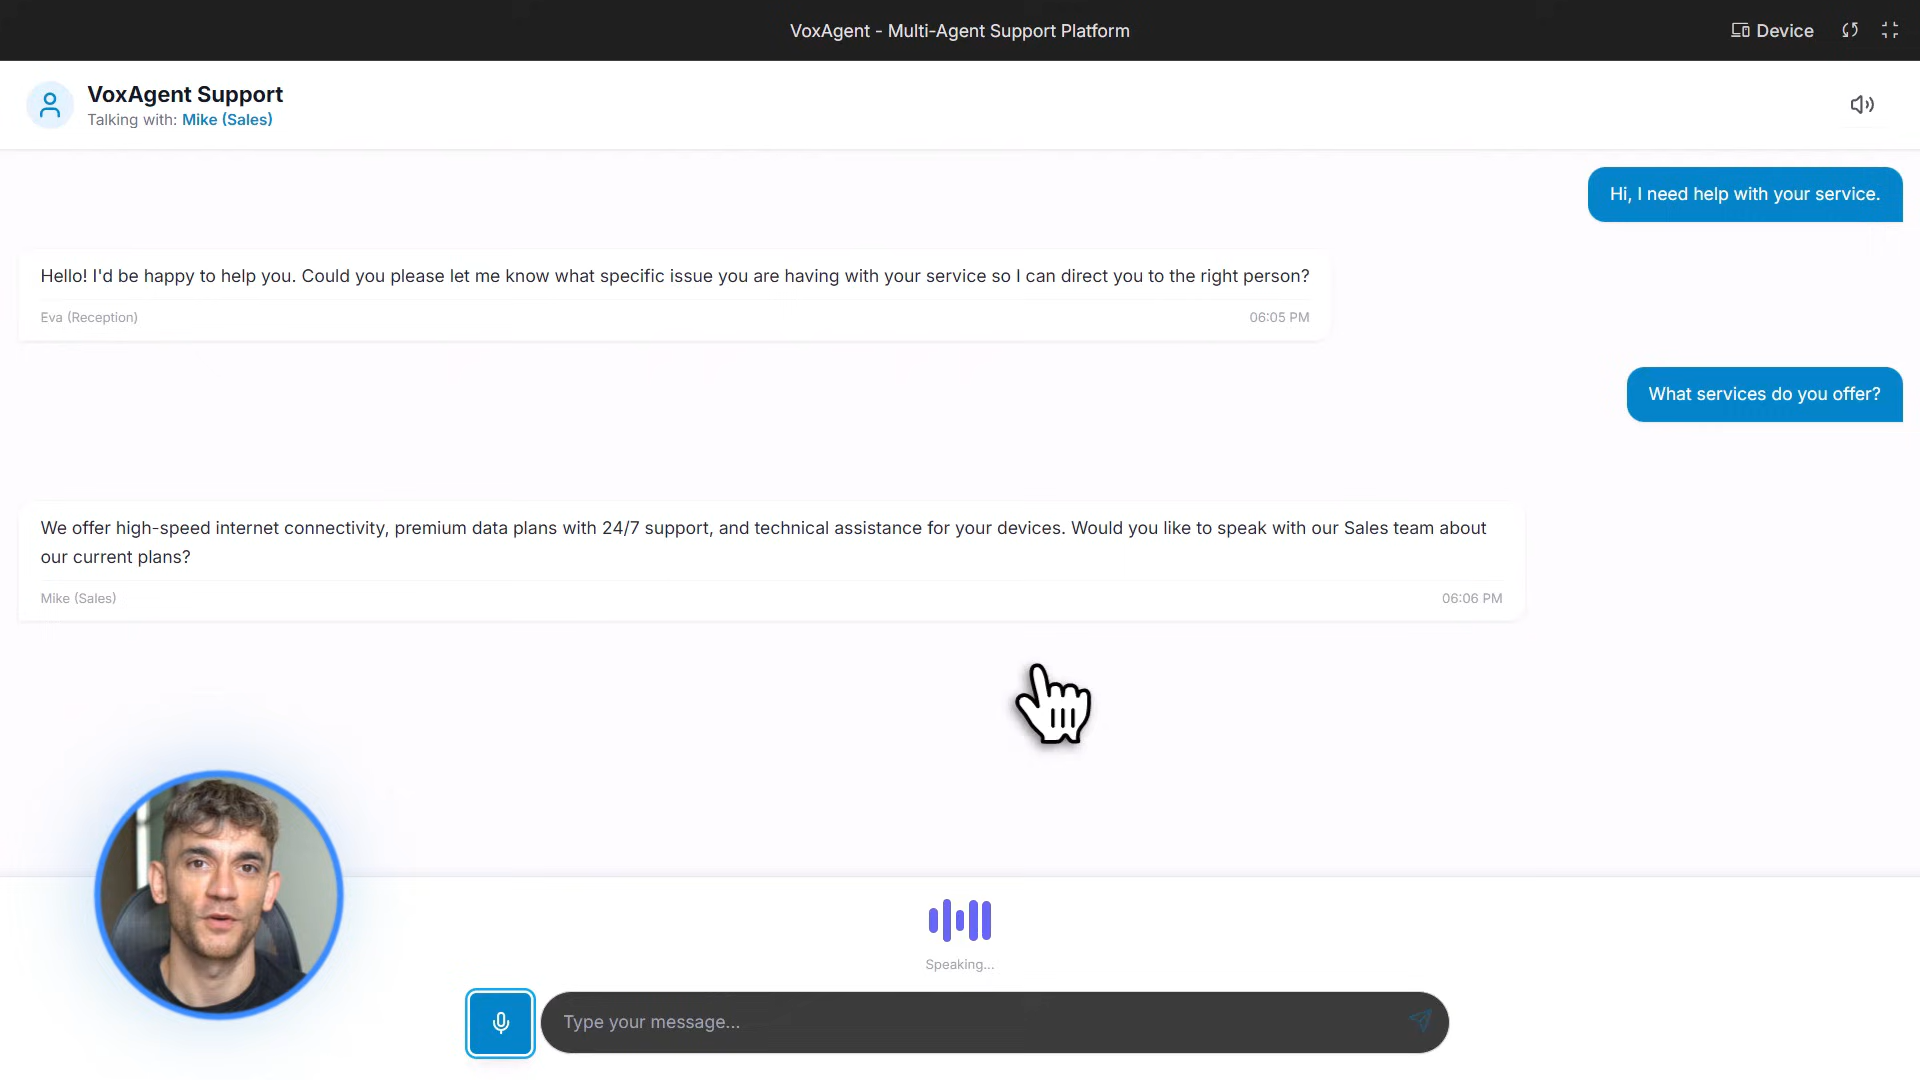 VoxAgent - Multi-Agent Support Platform
Device
VoxAgent Support
Talking with: Mike (Sales)
Hi, I need help with your service.
Hello! I'd be happy to help you. Could you please let me know what specific issue you are having with your service so I can direct you to the right person?
Eva (Reception)
06:05 PM
What services do you offer?
We offer high-speed internet connectivity, premium data plans with 24/7 support, and technical assistance for your devices. Would you like to speak with our Sales team about
our current plans?
Mike (Sales)
06:06 PM
Speaking...
Type your message...